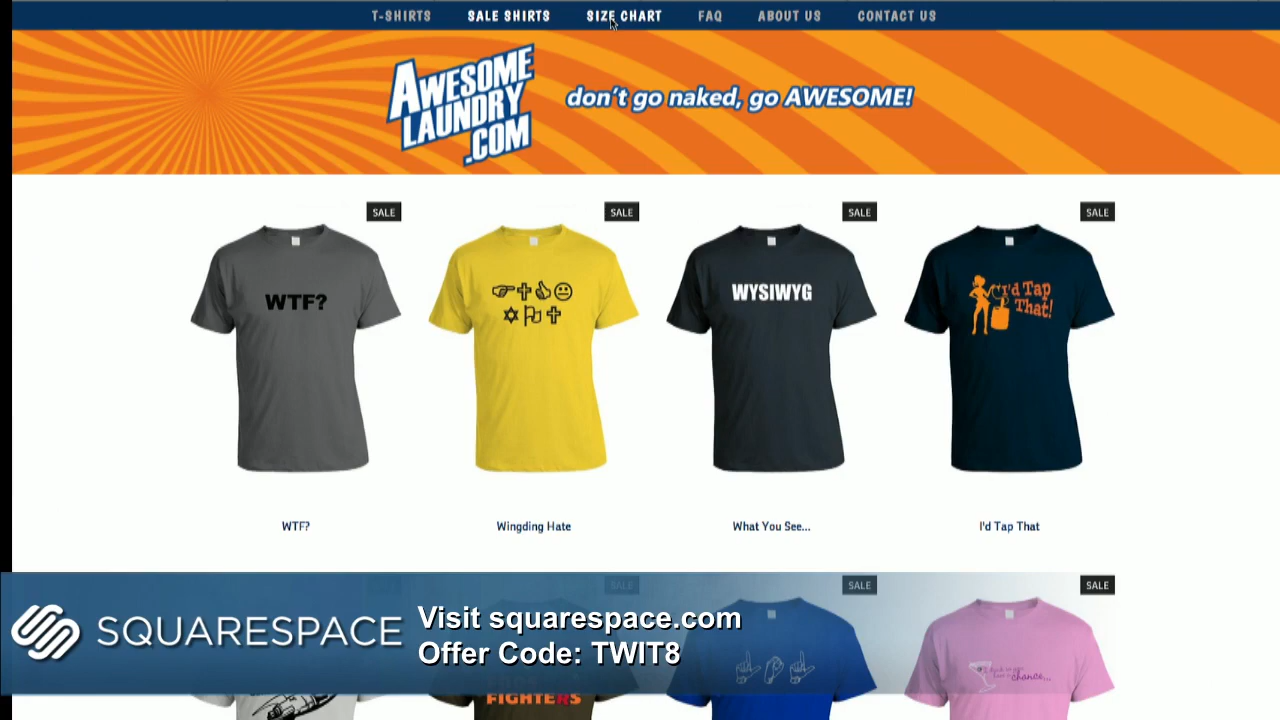 T-SHIRTS SALE SHIRTS SIZE CHART FAQ ABOUT US CONTACT US
AWESOME
LAUNDRY
.COM
don't go naked, go AWESOME!
SALE SALE SALE SALE
WTF?
WYSIWYG
I'd Tap
That!
WTF? Wingding Hate What You See... I'd Tap That
SALE SALE SALE SALE
SQUARESPACE
Visit squarespace.com
Offer Code: TWIT8
chance...
FIGHTERS